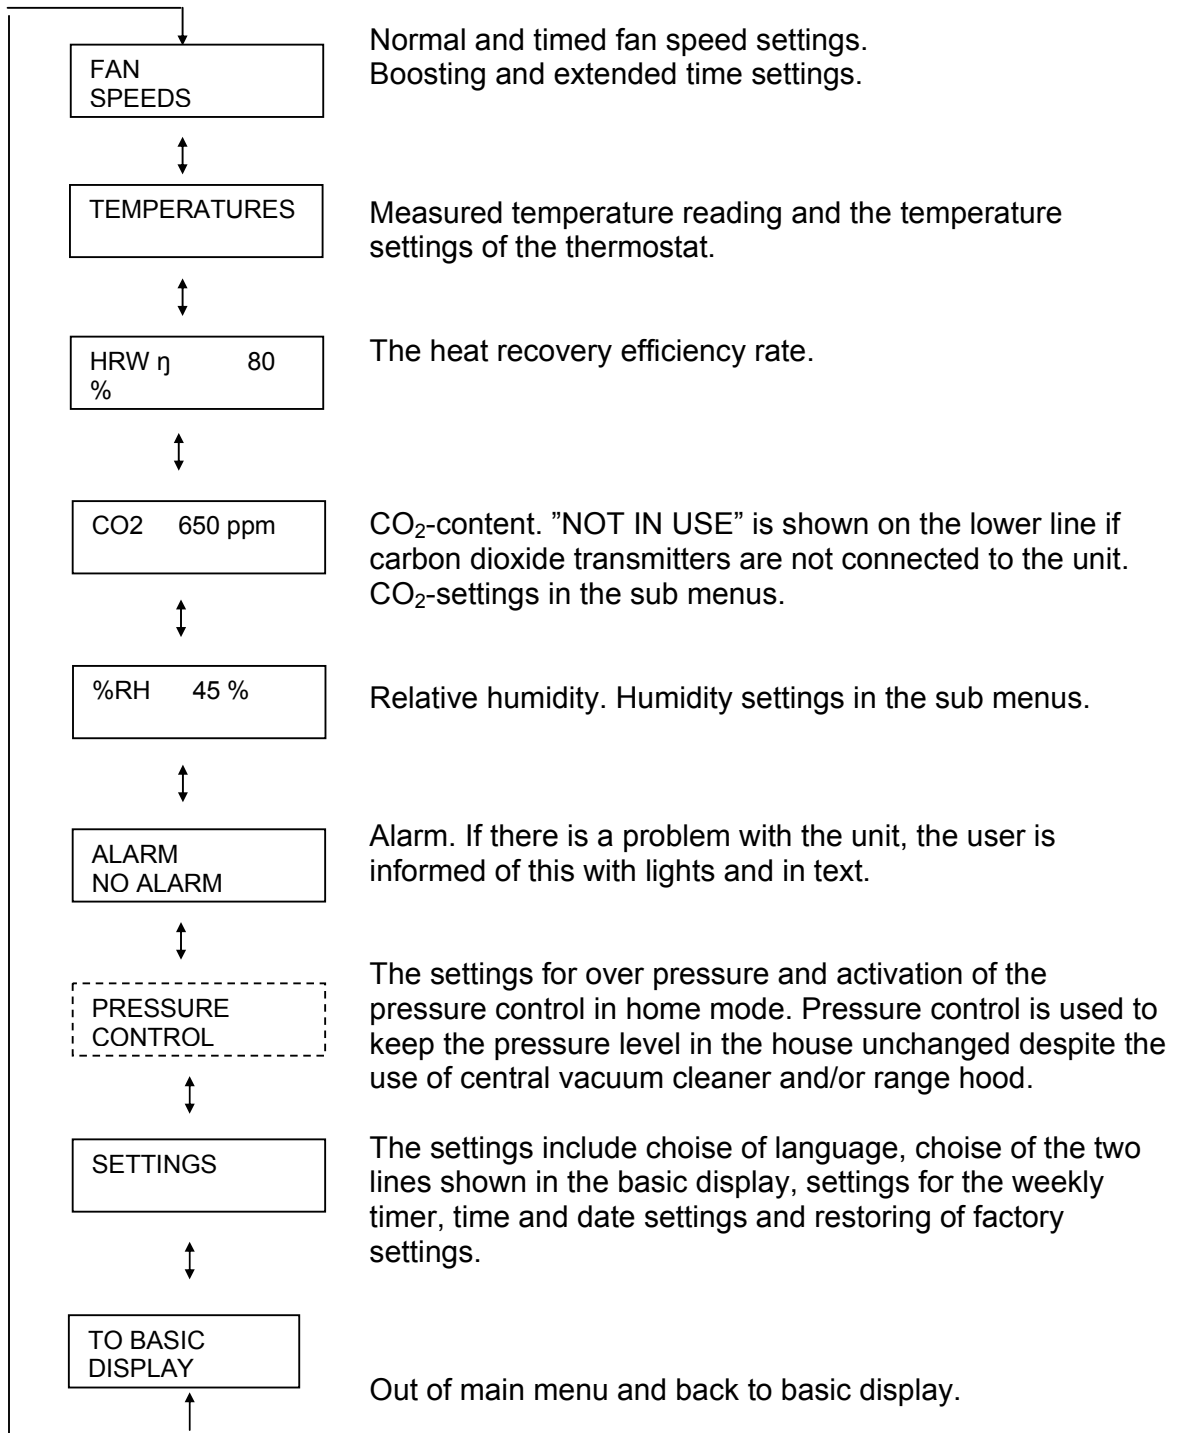 FAN
SPEEDS
Normal and timed fan speed settings.
Boosting and extended time settings.
TEMPERATURES
Measured temperature reading and the temperature
settings of the thermostat.
HRW ŋ 80
%
The heat recovery efficiency rate.
CO2 650 ppm
CO₂-content. ”NOT IN USE” is shown on the lower line if
carbon dioxide transmitters are not connected to the unit.
CO₂-settings in the sub menus.
%RH 45 %
Relative humidity. Humidity settings in the sub menus.
ALARM
NO ALARM
Alarm. If there is a problem with the unit, the user is
informed of this with lights and in text.
PRESSURE
CONTROL
The settings for over pressure and activation of the
pressure control in home mode. Pressure control is used to
keep the pressure level in the house unchanged despite the
use of central vacuum cleaner and/or range hood.
SETTINGS
The settings include choise of language, choise of the two
lines shown in the basic display, settings for the weekly
timer, time and date settings and restoring of factory
settings.
TO BASIC
DISPLAY
Out of main menu and back to basic display.